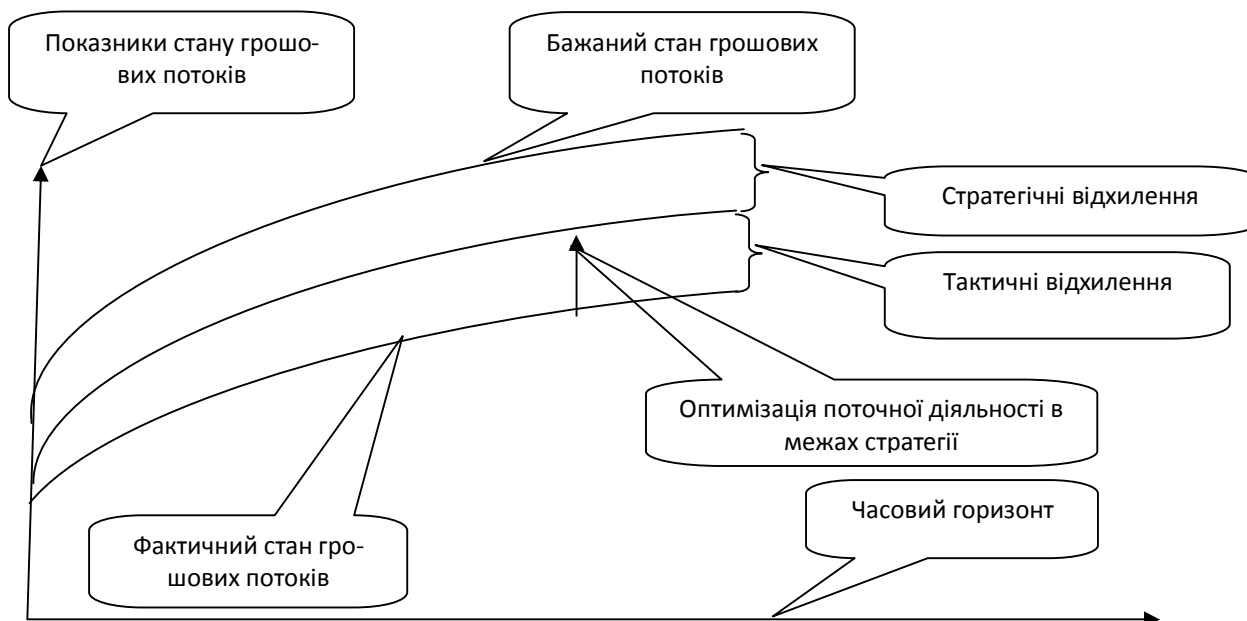 Показники стану грошо-
вих потоків
Бажаний стан грошових
потоків
Стратегічні відхилення
Тактичні відхилення
Оптимізація поточної діяльності в
межах стратегії
Часовий горизонт
Фактичний стан гро-
шових потоків